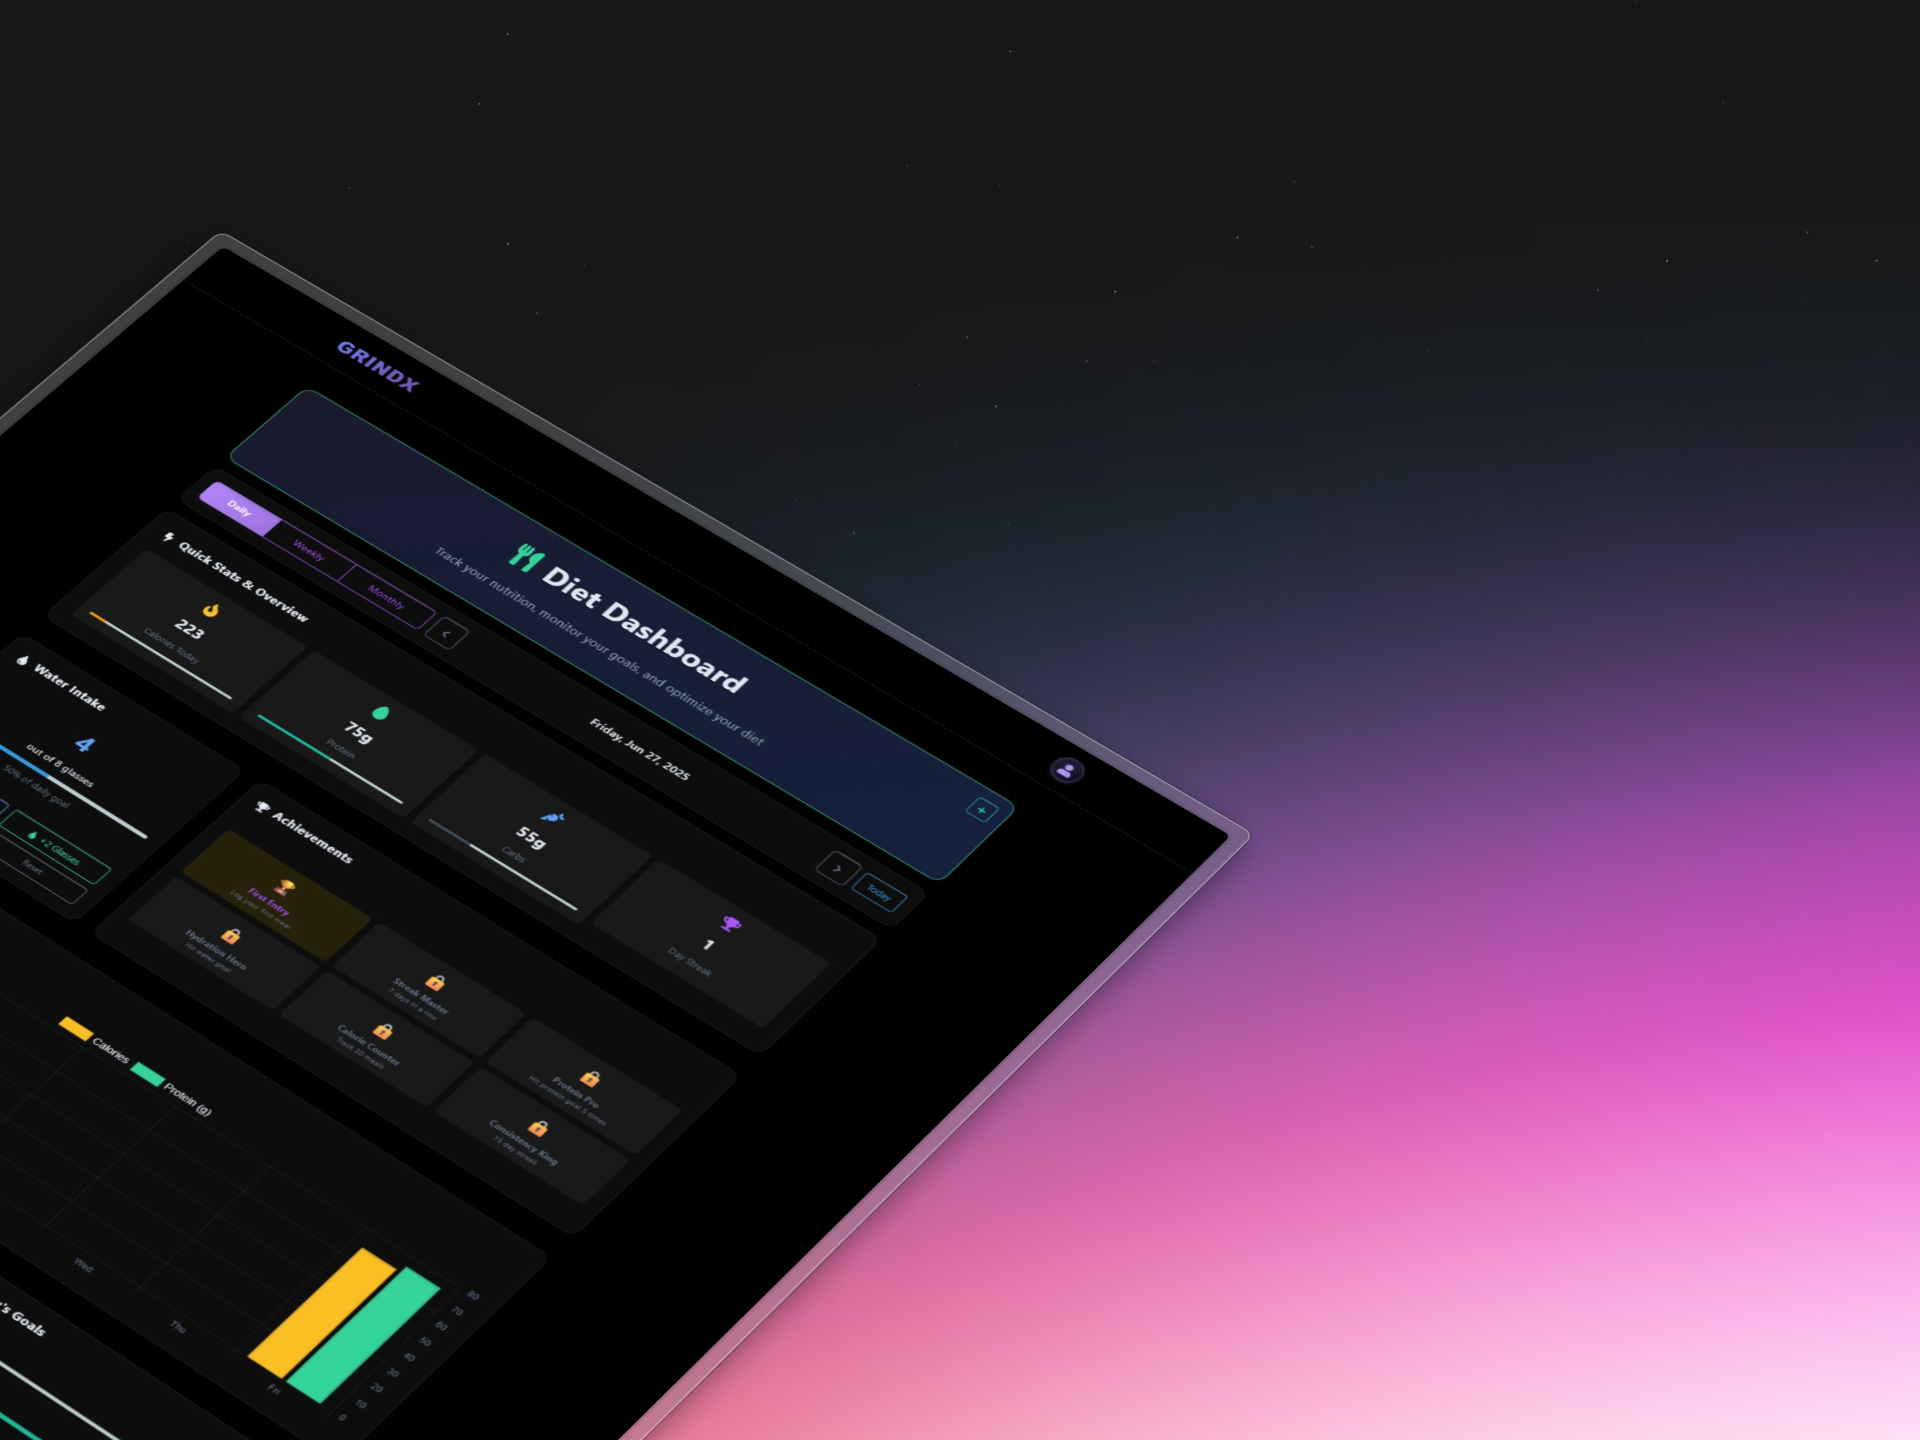 GRINDX
Diet Dashboard
Track your nutrition, monitor your goals, and optimize your diet
+
Daily
Weekly
Monthly
<
Friday, Jun 27, 2025
>
Today
Quick Stats & Overview
223
Calories Today
75g
Protein
55g
Carbs
1
Day Streak
Water Intake
4
out of 8 glasses
50% of daily goal
+2 Glasses
Reset
Achievements
First Entry
Log your first meal
Streak Master
7 days in a row
Protein Pro
Hit protein goal 5 times
Hydration Hero
Hit water goal
Calorie Counter
Track 30 meals
Consistency King
15 day streak
Calories
Protein (g)
80
70
60
50
40
30
20
10
0
Wed
Thu
Fri
's Goals